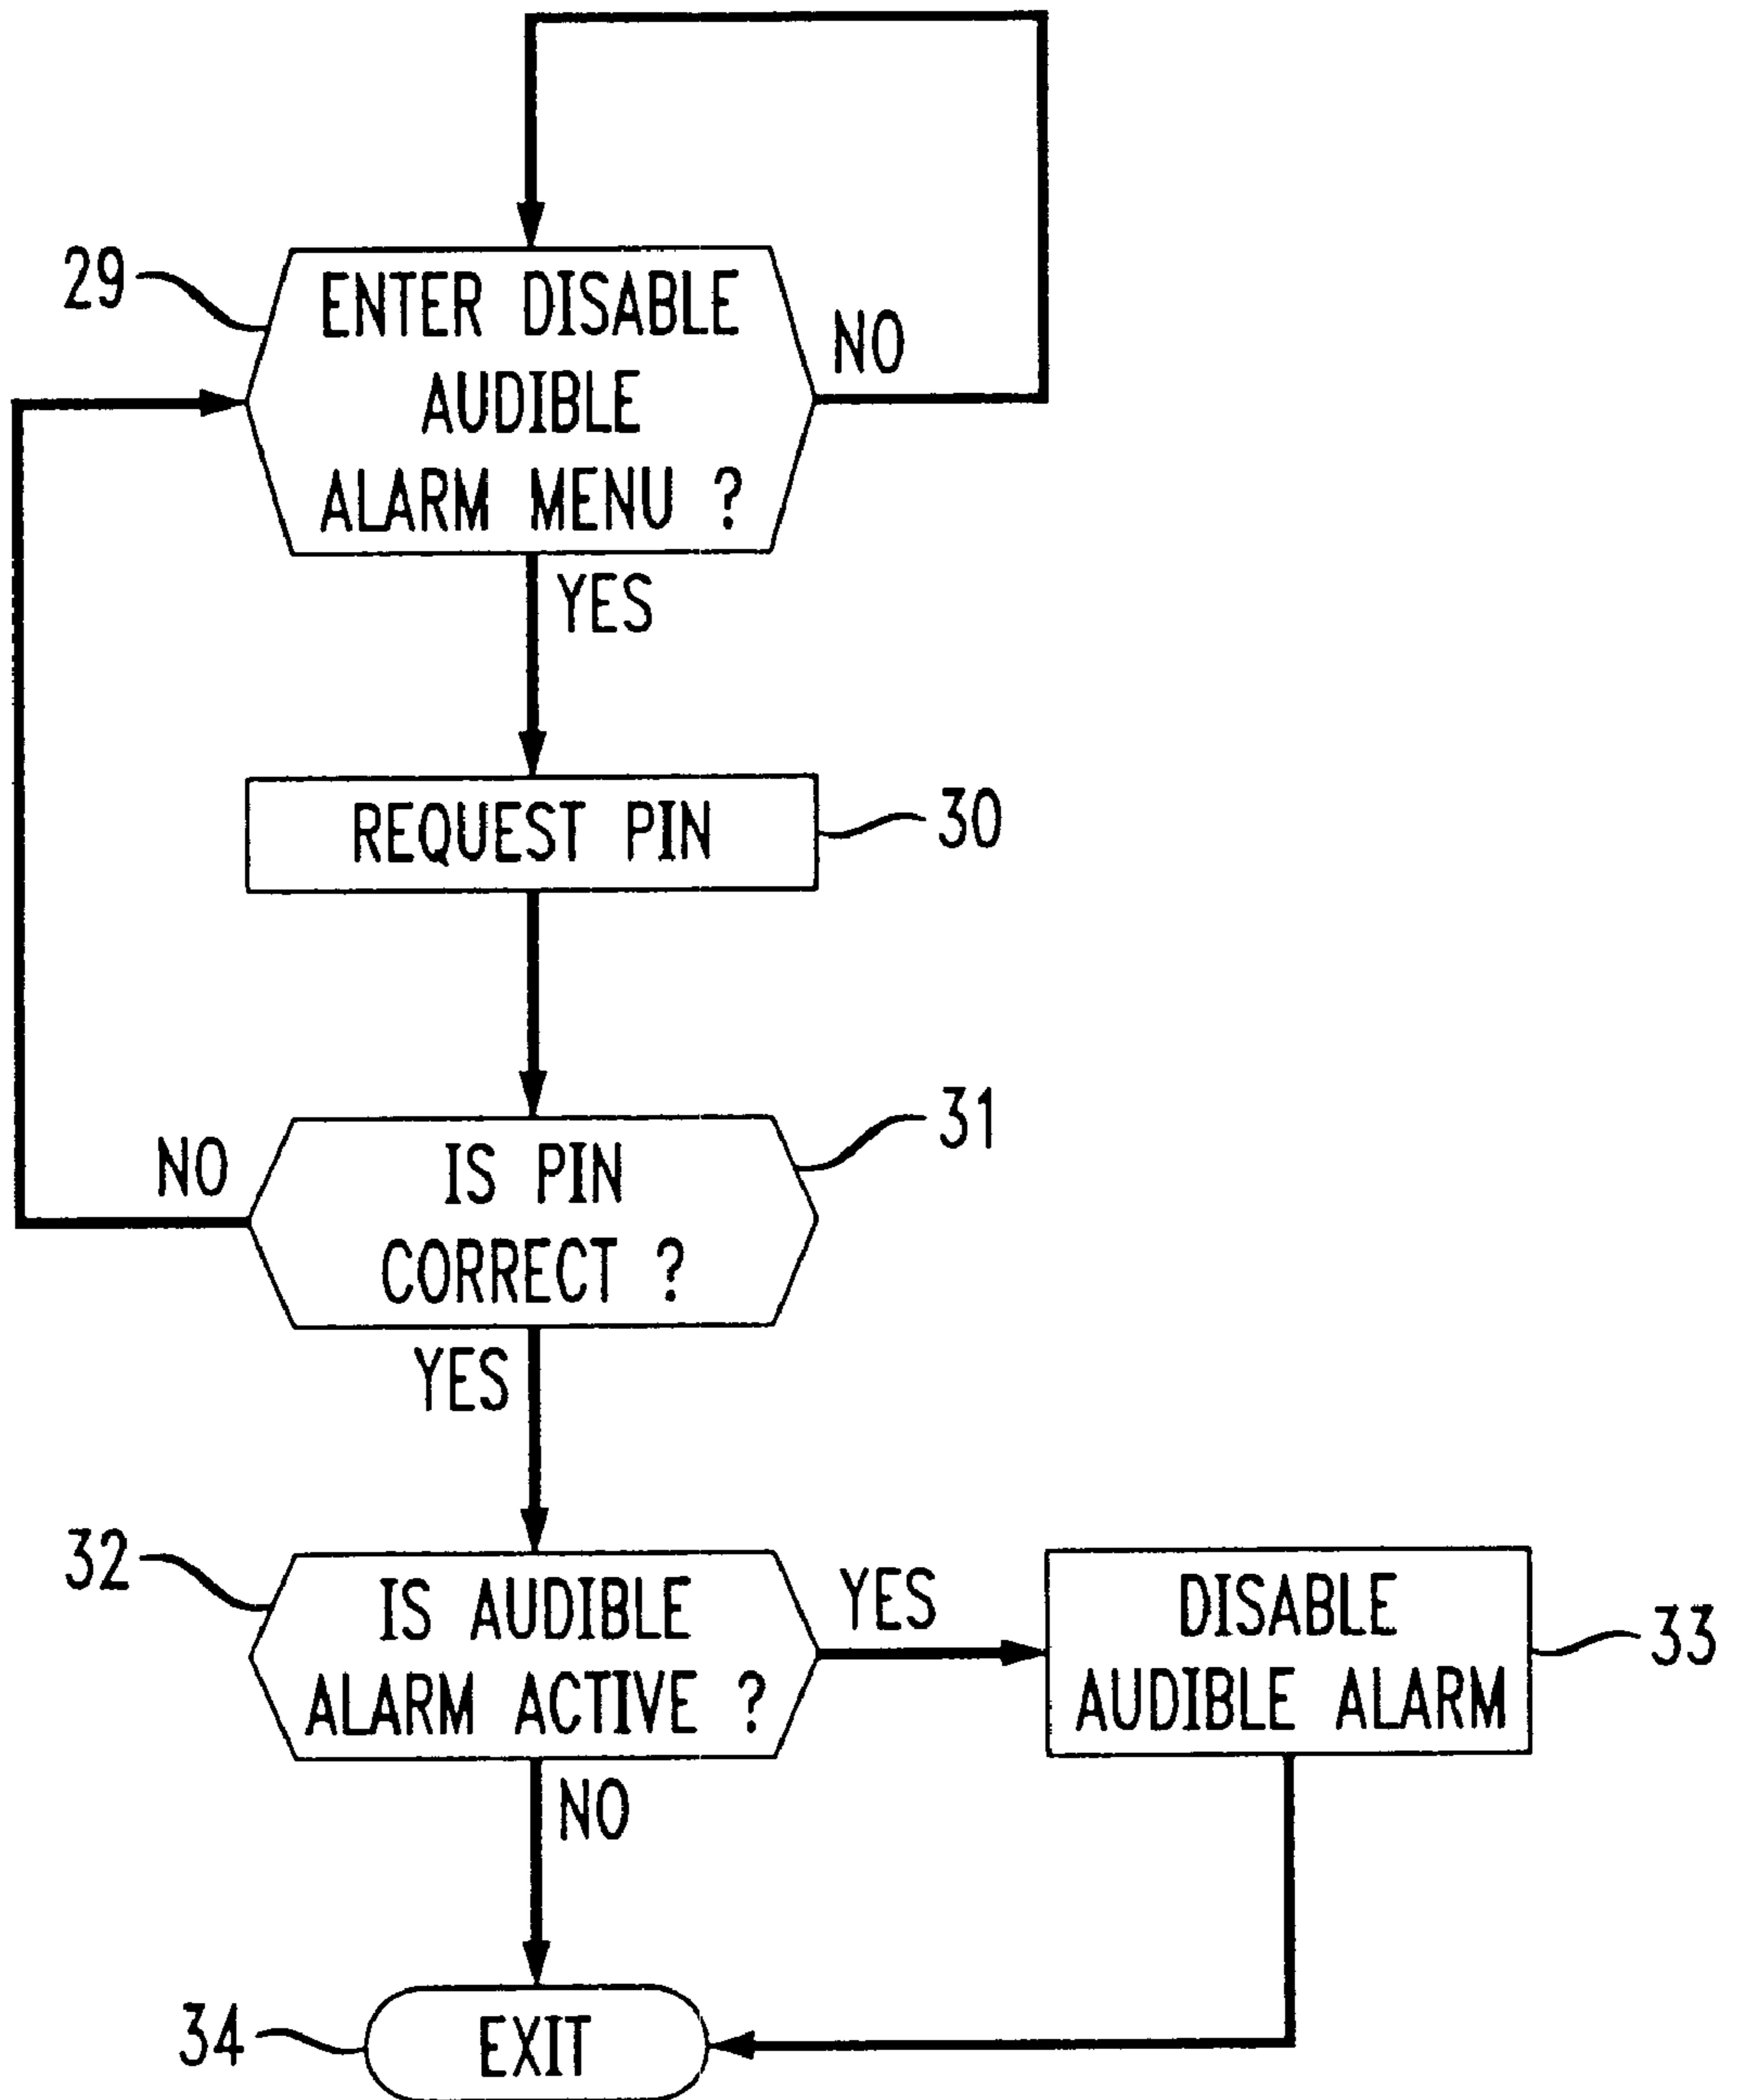 29
ENTER DISABLE
AUDIBLE
ALARM MENU ?
NO
YES
REQUEST PIN
30
31
NO
IS PIN
CORRECT ?
YES
32
IS AUDIBLE
ALARM ACTIVE ?
YES
DISABLE
AUDIBLE ALARM
33
NO
34
EXIT